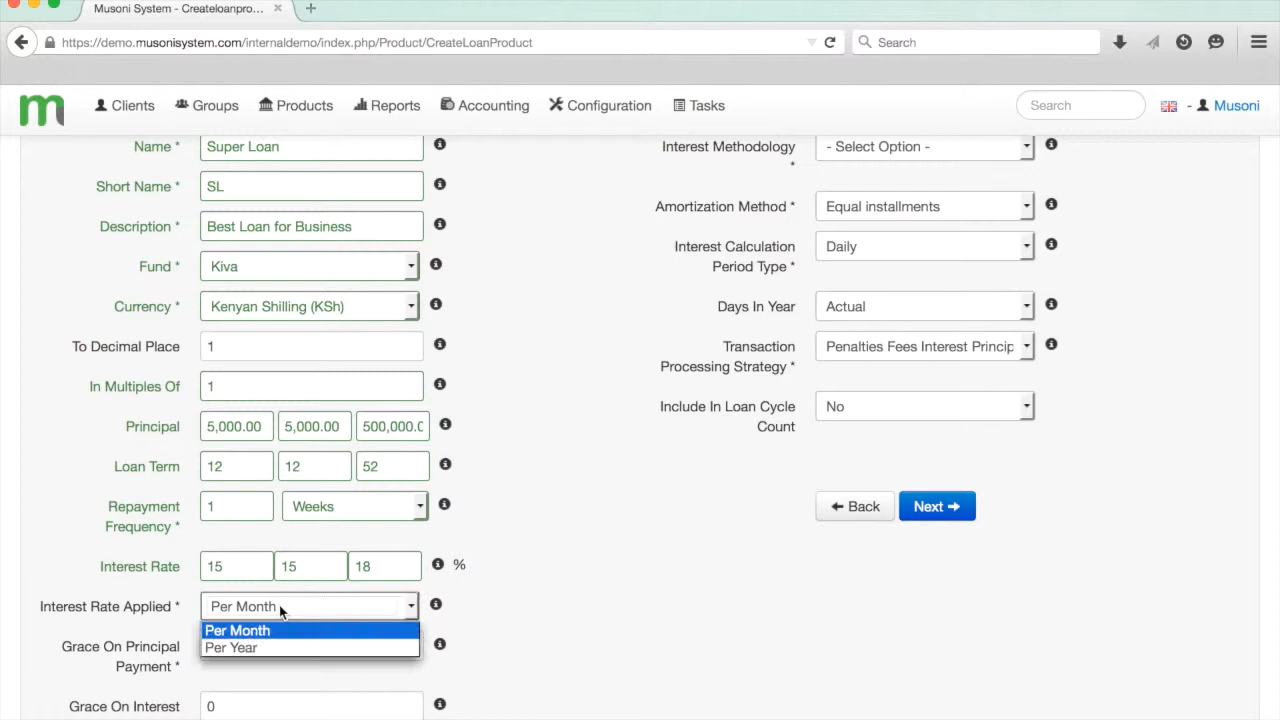 Musoni System - Createloanpro...
https://demo.musonisystem.com/internaldemo/index.php/Product/CreateLoanProduct
Search
Clients
Groups
Products
Reports
Accounting
Configuration
Tasks
Search
- Musoni
Name *
Super Loan
Short Name *
SL
Description *
Best Loan for Business
Fund *
Kiva
Currency *
Kenyan Shilling (KSh)
To Decimal Place
1
In Multiples Of
1
Principal
5,000.00
5,000.00
500,000.0
Loan Term
12
12
52
Repayment
Frequency *
1
Weeks
Interest Rate
15
15
18
%
Interest Rate Applied *
Per Month
Per Month
Per Year
Grace On Principal
Payment *
Grace On Interest
0
Interest Methodology
*
- Select Option -
Amortization Method *
Equal installments
Interest Calculation
Period Type *
Daily
Days In Year
Actual
Transaction
Processing Strategy *
Penalties Fees Interest Princip
Include In Loan Cycle
Count
No
Back
Next